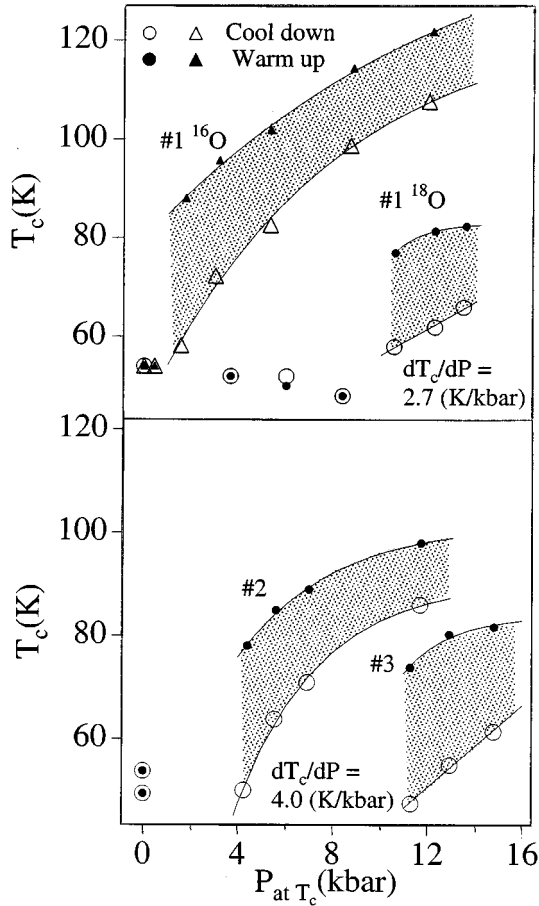 ○ △ Cool down
● ▲ Warm up
120
100
80
60
T_c(K)
#1 ¹⁶O
#1 ¹⁸O
dT_c/dP =
2.7 (K/kbar)
120
100
80
60
T_c(K)
#2
#3
dT_c/dP =
4.0 (K/kbar)
0 4 8 12 16
P_at T_c(kbar)